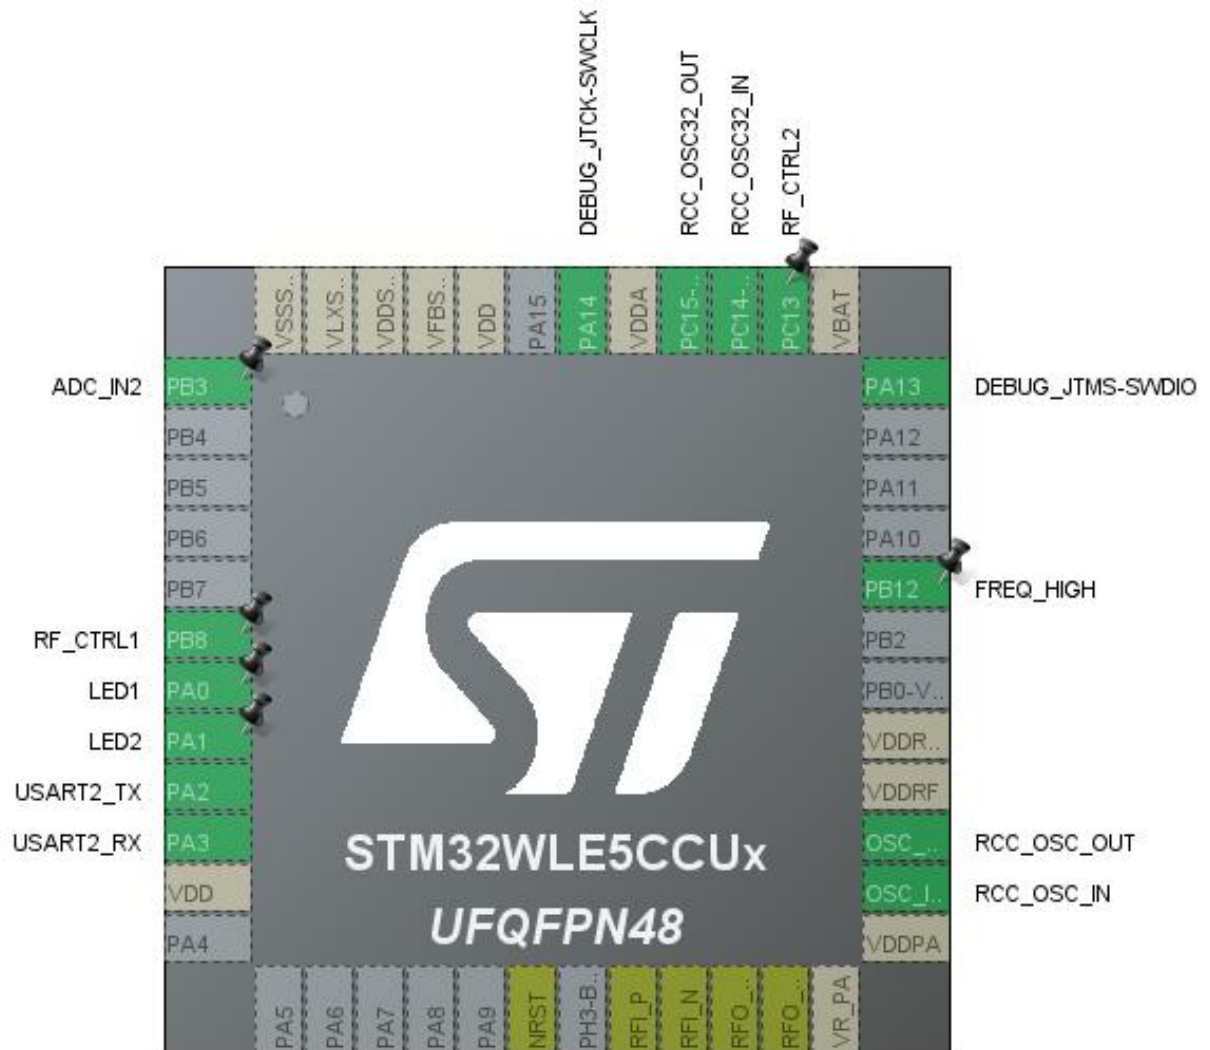 DEBUG_JTCK-SWCLK
RCC_OSC32_OUT
RCC_OSC32_IN
RF_CTRL2
VSSS..
VLXS..
VDDS..
VFBS..
VDD
PA15
PA14
VDDA
PC15-...
PC14-...
PC13
VBAT
ADC_IN2
PB3
PB4
PB5
PB6
PB7
RF_CTRL1
PB8
LED1
PA0
LED2
PA1
USART2_TX
PA2
USART2_RX
PA3
VDD
PA4
PA13
DEBUG_JTMS-SWDIO
PA12
PA11
PA10
PB12
FREQ_HIGH
PB2
PB0-V..
VDDR..
VDDRF
OSC_..
RCC_OSC_OUT
OSC_I..
RCC_OSC_IN
VDDPA
ST
STM32WLE5CCUx
UFQFPN48
PA5
PA6
PA7
PA8
PA9
NRST
PH3-B..
RFI_P
RFI_N
RFO_..
RFO_..
VR_PA